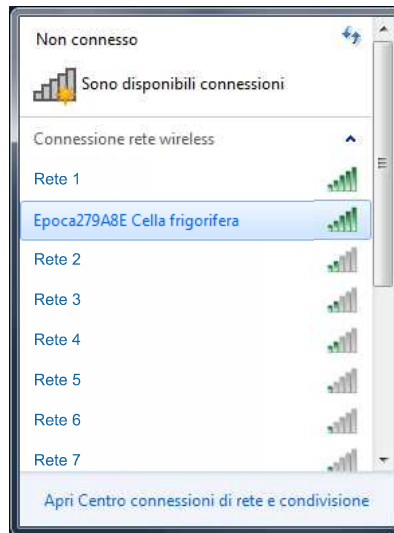 Non connesso
Sono disponibili connessioni
Connessione rete wireless
Rete 1
Epoca279A8E Cella frigorifera
Rete 2
Rete 3
Rete 4
Rete 5
Rete 6
Rete 7
Apri Centro connessioni di rete e condivisione